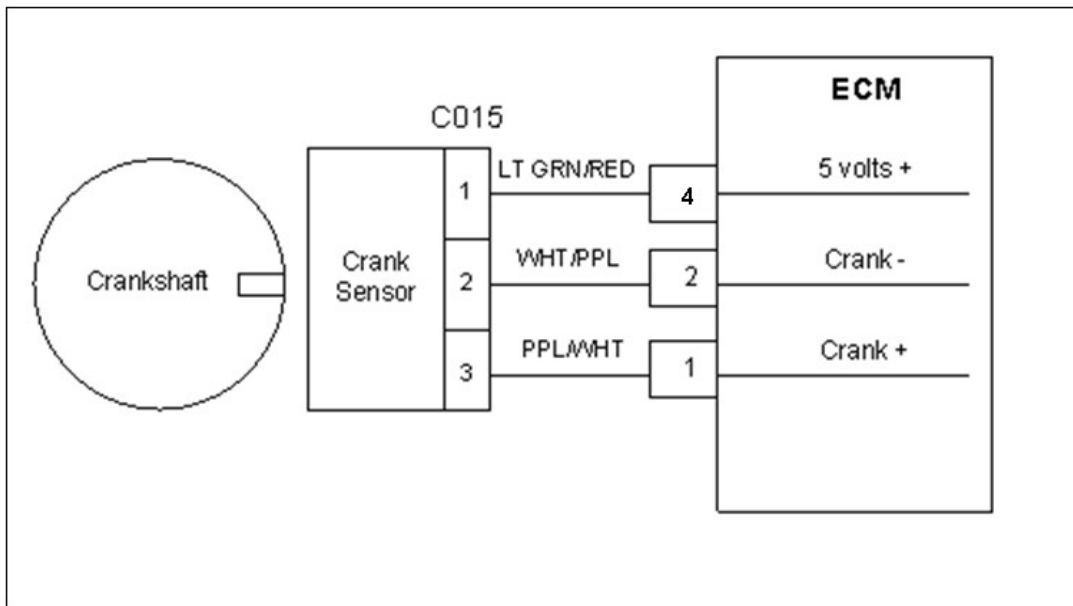 ECM
C015
LT GRN/RED
5 volts +
1
4
Crankshaft
Crank
Sensor
WHT/PPL
Crank -
2
2
PPL/WHT
Crank +
3
1